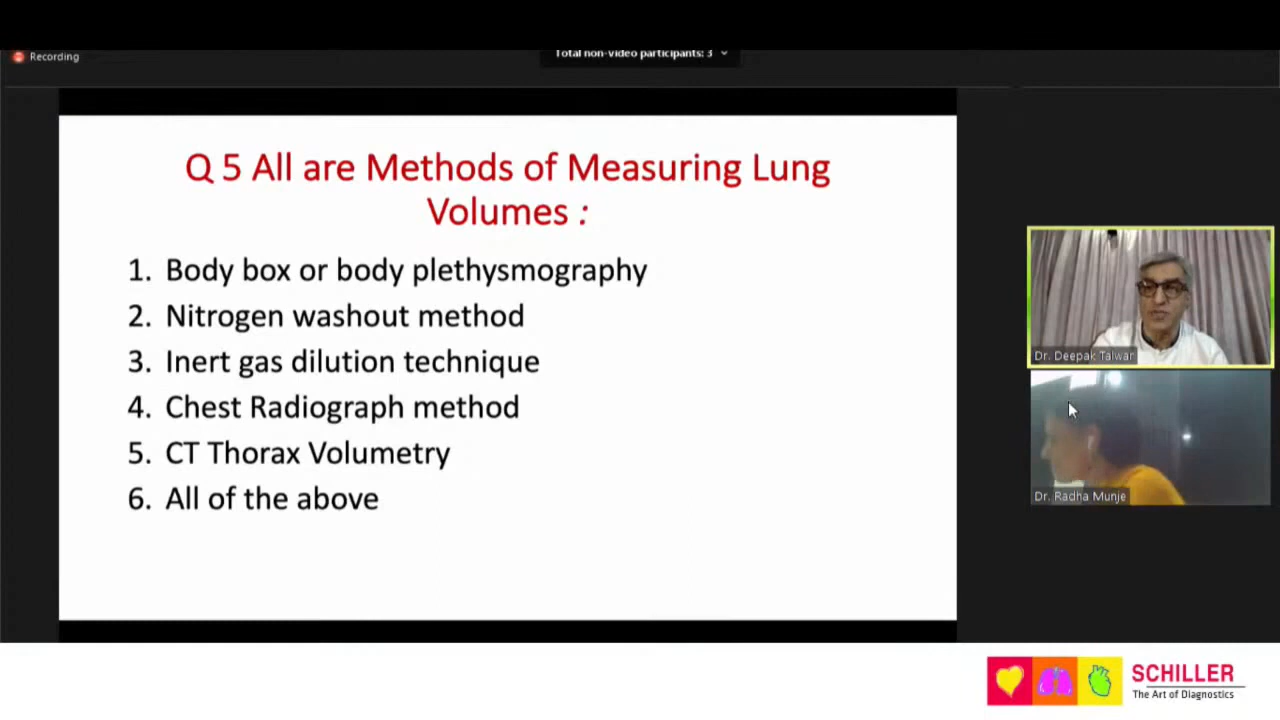 Recording
Total non-video participants: 3
Q 5 All are Methods of Measuring Lung
Volumes :
1. Body box or body plethysmography
2. Nitrogen washout method
3. Inert gas dilution technique
4. Chest Radiograph method
5. CT Thorax Volumetry
6. All of the above
Dr. Deepak Talwar
Dr. Radha Munje
SCHILLER
The Art of Diagnostics